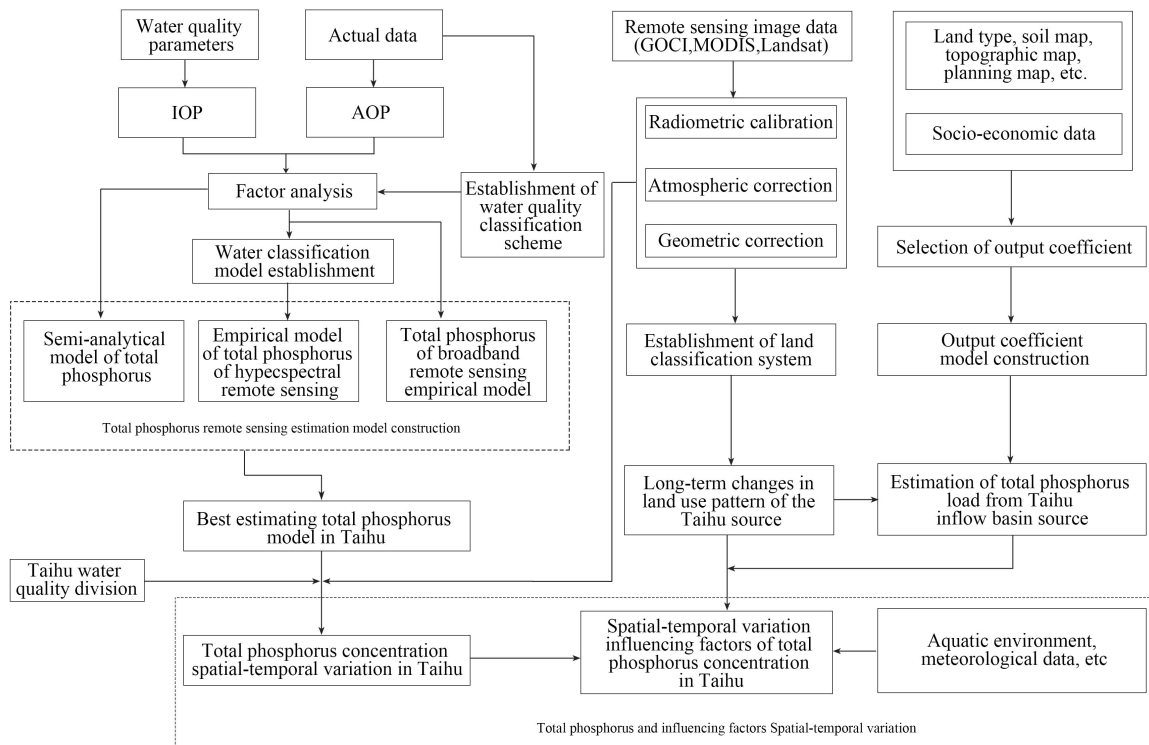 Water quality
parameters
Actual data
Remote sensing image data
(GOCI,MODIS,Landsat)
Land type, soil map,
topographic map,
planning map, etc.
Socio-economic data
IOP
AOP
Radiometric calibration
Atmospheric correction
Geometric correction
Factor analysis
Establishment of
water quality
classification
scheme
Water classification
model establishment
Selection of output coefficient
Semi-analytical
model of total
phosphorus
Empirical model
of total phosphorus
of hypecspectral
remote sensing
Total phosphorus
of broadband
remote sensing
empirical model
Total phosphorus remote sensing estimation model construction
Establishment of land
classification system
Output coefficient
model construction
Long-term changes in
land use pattern of the
Taihu source
Estimation of total phosphorus
load from Taihu
inflow basin source
Best estimating total phosphorus
model in Taihu
Taihu water
quality division
Total phosphorus concentration
spatial-temporal variation in Taihu
Spatial-temporal variation
influencing factors of total
phosphorus concentration
in Taihu
Aquatic environment,
meteorological data, etc
Total phosphorus and influencing factors Spatial-temporal variation